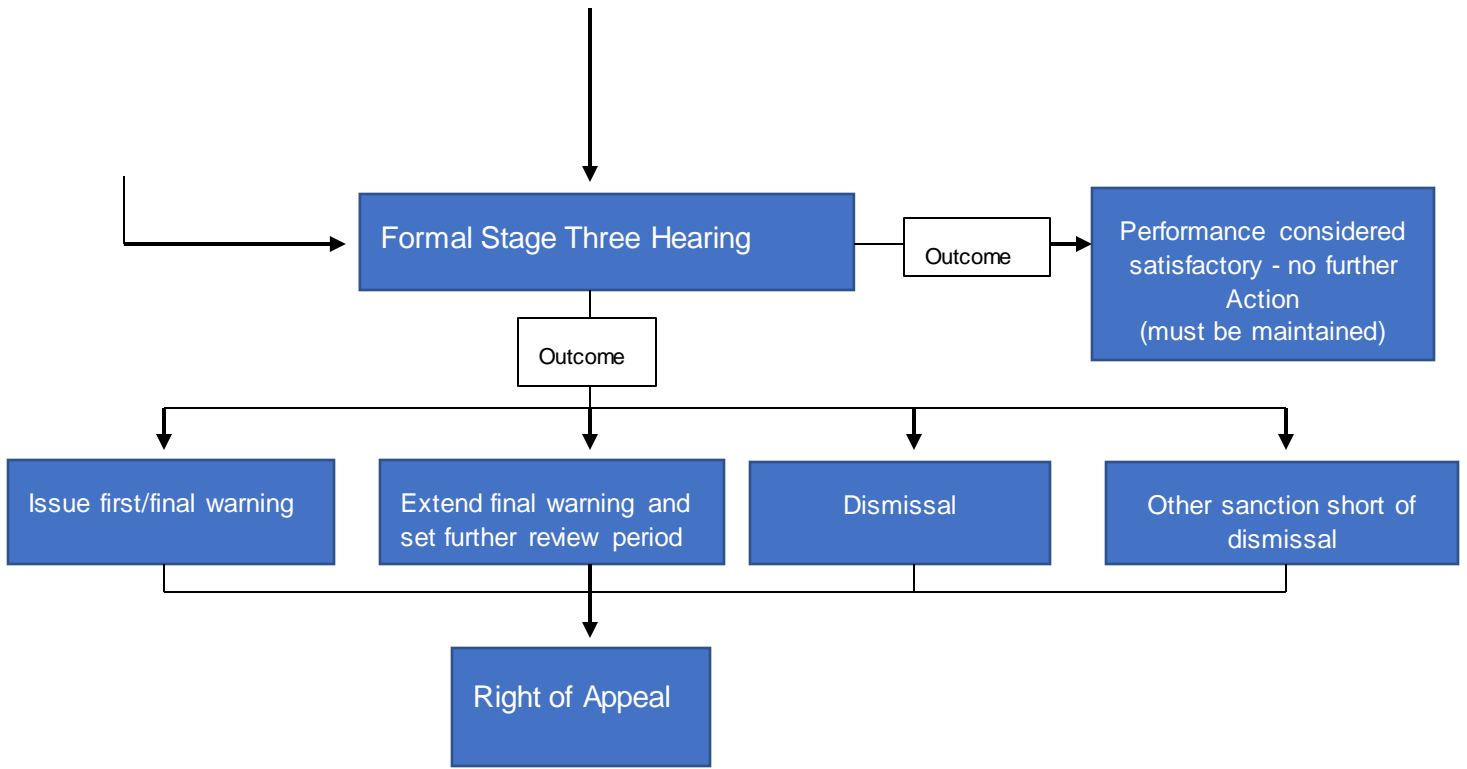 Formal Stage Three Hearing
Outcome
Performance considered
satisfactory - no further
Action
(must be maintained)
Outcome
Issue first/final warning
Extend final warning and
set further review period
Dismissal
Other sanction short of
dismissal
Right of Appeal